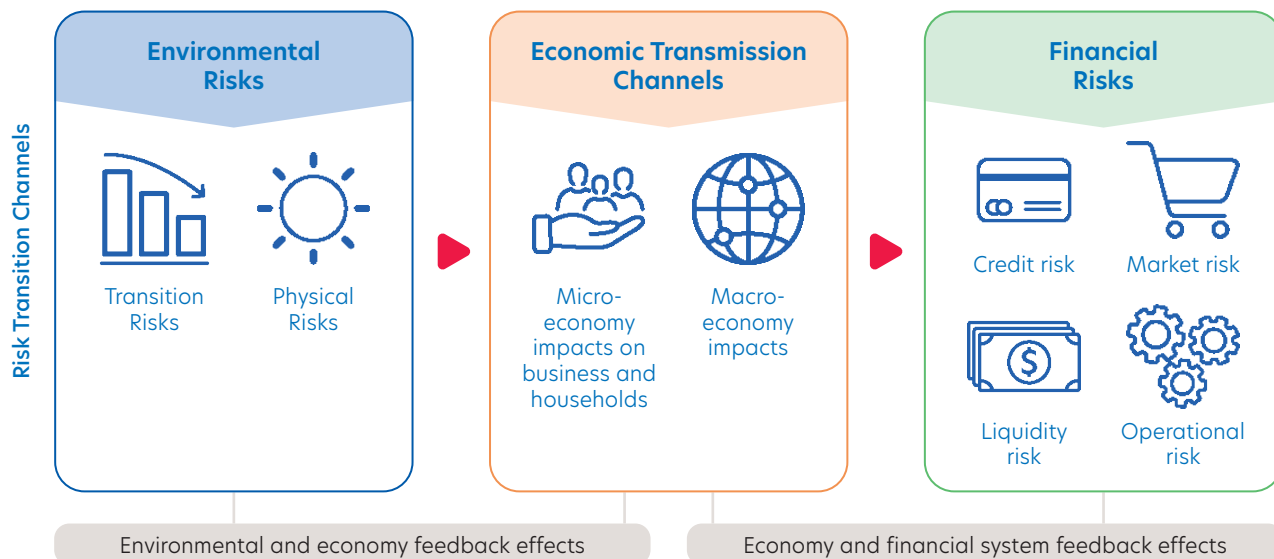 Risk Transition Channels
Environmental
Risks
Transition
Risks
Physical
Risks
Economic Transmission
Channels
Micro-
economy
impacts on
business and
households
Macro-
economy
impacts
Financial
Risks
Credit risk
Market risk
$
Liquidity
risk
Operational
risk
Environmental and economy feedback effects
Economy and financial system feedback effects